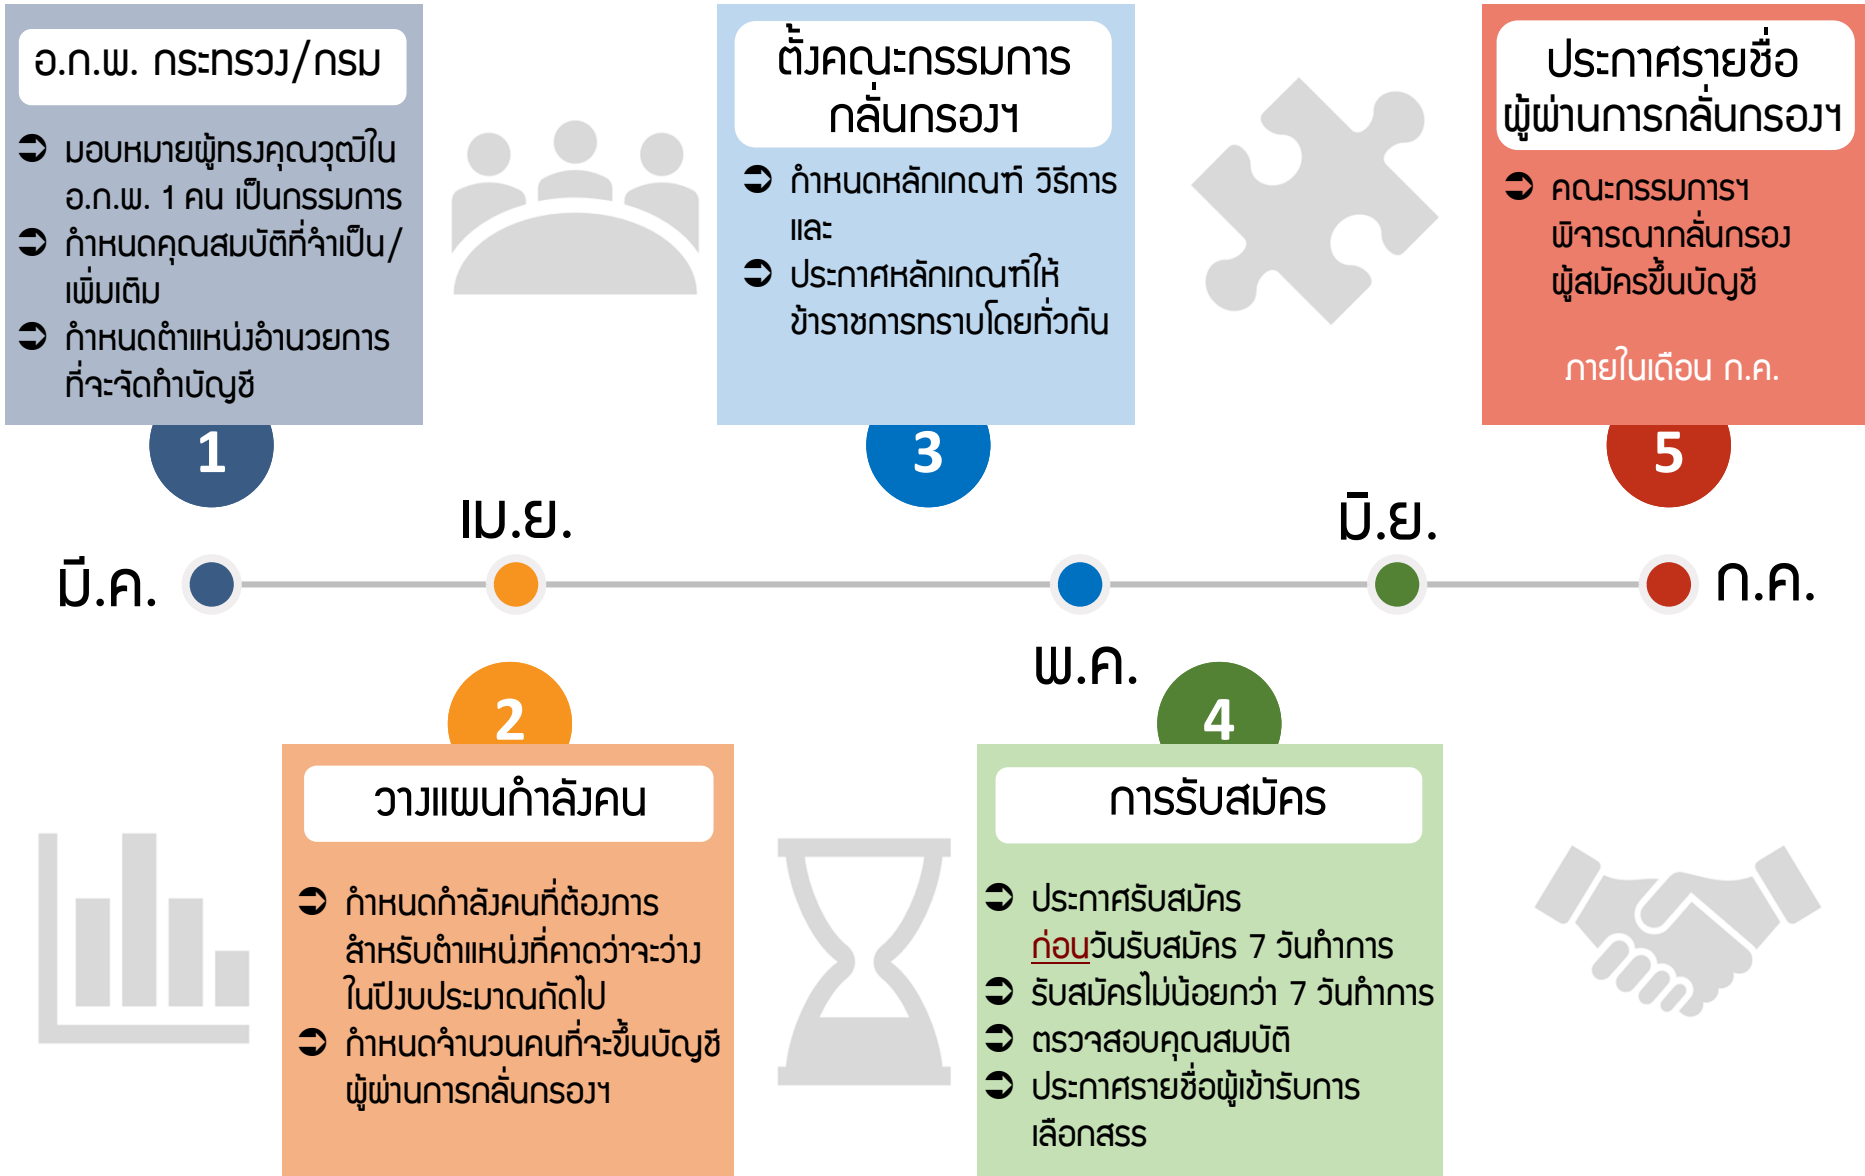 อ.ก.พ. กระทรวง/กรม
มอบหมายผู้ทรงคุณวุฒิใน
อ.ก.พ. 1 คน เป็นกรรมการ
กำหนดคุณสมบัติที่จำเป็น/
เพิ่มเติม
กำหนดตำแหน่งอำนวยการ
ที่จะจัดทำบัญชี
1
ตั้งคณะกรรมการ
กลั่นกรองฯ
กำหนดหลักเกณฑ์ วิธีการ
และ
ประกาศหลักเกณฑ์ให้
ข้าราชการทราบโดยทั่วกัน
3
ประกาศรายชื่อ
ผู้ผ่านการกลั่นกรองฯ
คณะกรรมการฯ
พิจารณากลั่นกรอง
ผู้สมัครขึ้นบัญชี
ภายในเดือน ก.ค.
5
มี.ค.
เม.ย.
พ.ค.
มิ.ย.
ก.ค.
2
วางแผนกำลังคน
กำหนดกำลังคนที่ต้องการ
สำหรับตำแหน่งที่คาดว่าจะว่าง
ในปีงบประมาณถัดไป
กำหนดจำนวนคนที่จะขึ้นบัญชี
ผู้ผ่านการกลั่นกรองฯ
4
การรับสมัคร
ประกาศรับสมัคร
ก่อนวันรับสมัคร 7 วันทำการ
รับสมัครไม่น้อยกว่า 7 วันทำการ
ตรวจสอบคุณสมบัติ
ประกาศรายชื่อผู้เข้ารับการ
เลือกสรร